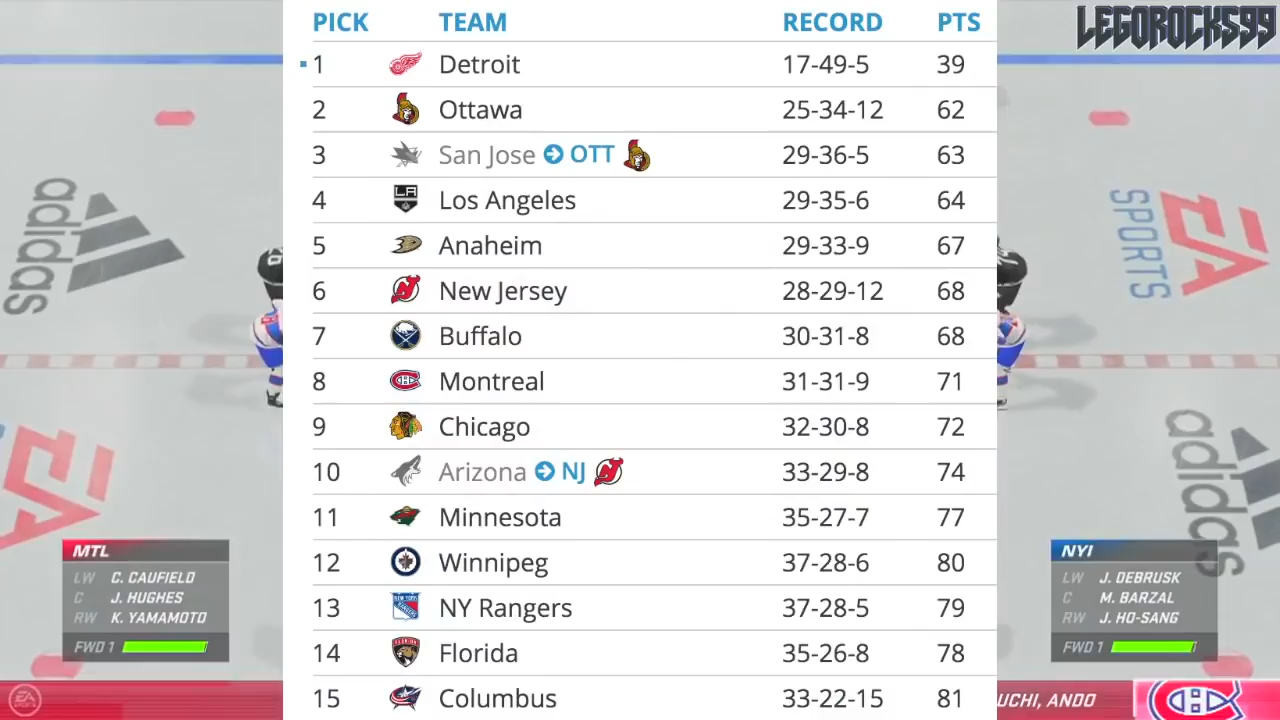 LEGOROCKS99
PICK TEAM RECORD PTS
1 Detroit 17-49-5 39
2 Ottawa 25-34-12 62
3 San Jose OTT 29-36-5 63
4 Los Angeles 29-35-6 64
5 Anaheim 29-33-9 67
6 New Jersey 28-29-12 68
7 Buffalo 30-31-8 68
8 Montreal 31-31-9 71
9 Chicago 32-30-8 72
10 Arizona NJ 33-29-8 74
11 Minnesota 35-27-7 77
12 Winnipeg 37-28-6 80
13 NY Rangers 37-28-5 79
14 Florida 35-26-8 78
15 Columbus 33-22-15 81
adidas
EA
SPORTS
EA
adidas
MTL
LW C. CAUFIELD
C J. HUGHES
RW K. YAMAMOTO
FWD 1
NYI
LW J. DEBRUSK
C M. BARZAL
RW J. HO-SANG
FWD 1
UCHI, ANDO